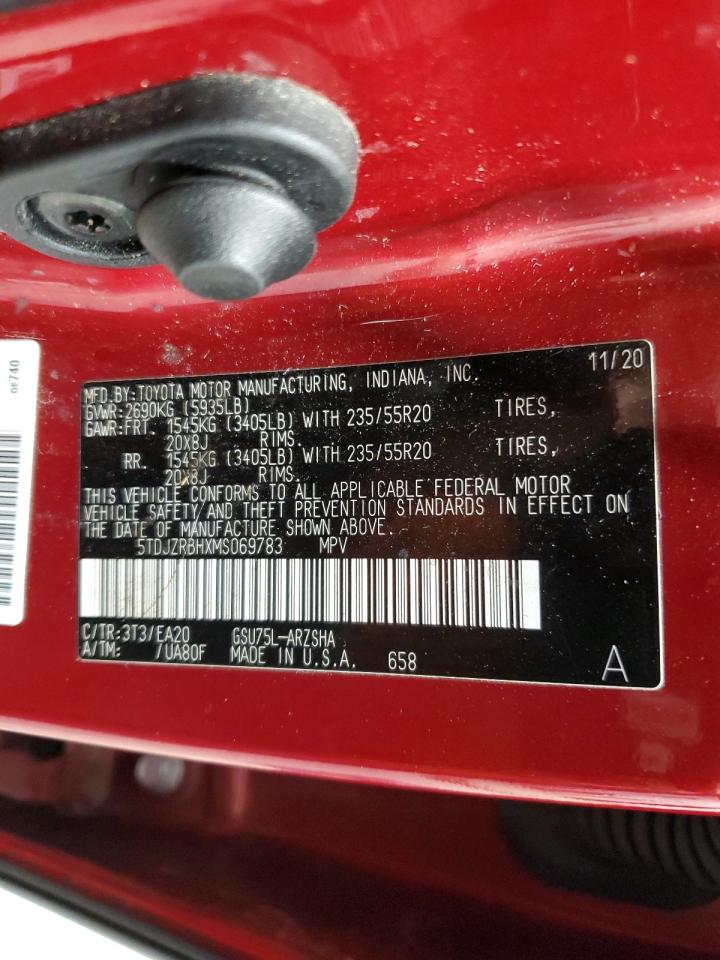 MFD.BY:TOYOTA MOTOR MANUFACTURING, INDIANA, INC. 11/20
GVWR:2690KG (5935LB)
GAWR:FRT. 1545KG (3405LB) WITH 235/55R20 TIRES,
20X8J RIMS.
RR. 1545KG (3405LB) WITH 235/55R20 TIRES,
20X8J RIMS.
THIS VEHICLE CONFORMS TO ALL APPLICABLE FEDERAL MOTOR
VEHICLE SAFETY AND THEFT PREVENTION STANDARDS IN EFFECT ON
THE DATE OF MANUFACTURE SHOWN ABOVE.
5TDJZRBHXMS069783 MPV
C/TR:3T3/EA20 GSU75L-ARZSHA
A/TM: /UA80F MADE IN U.S.A. 658 A